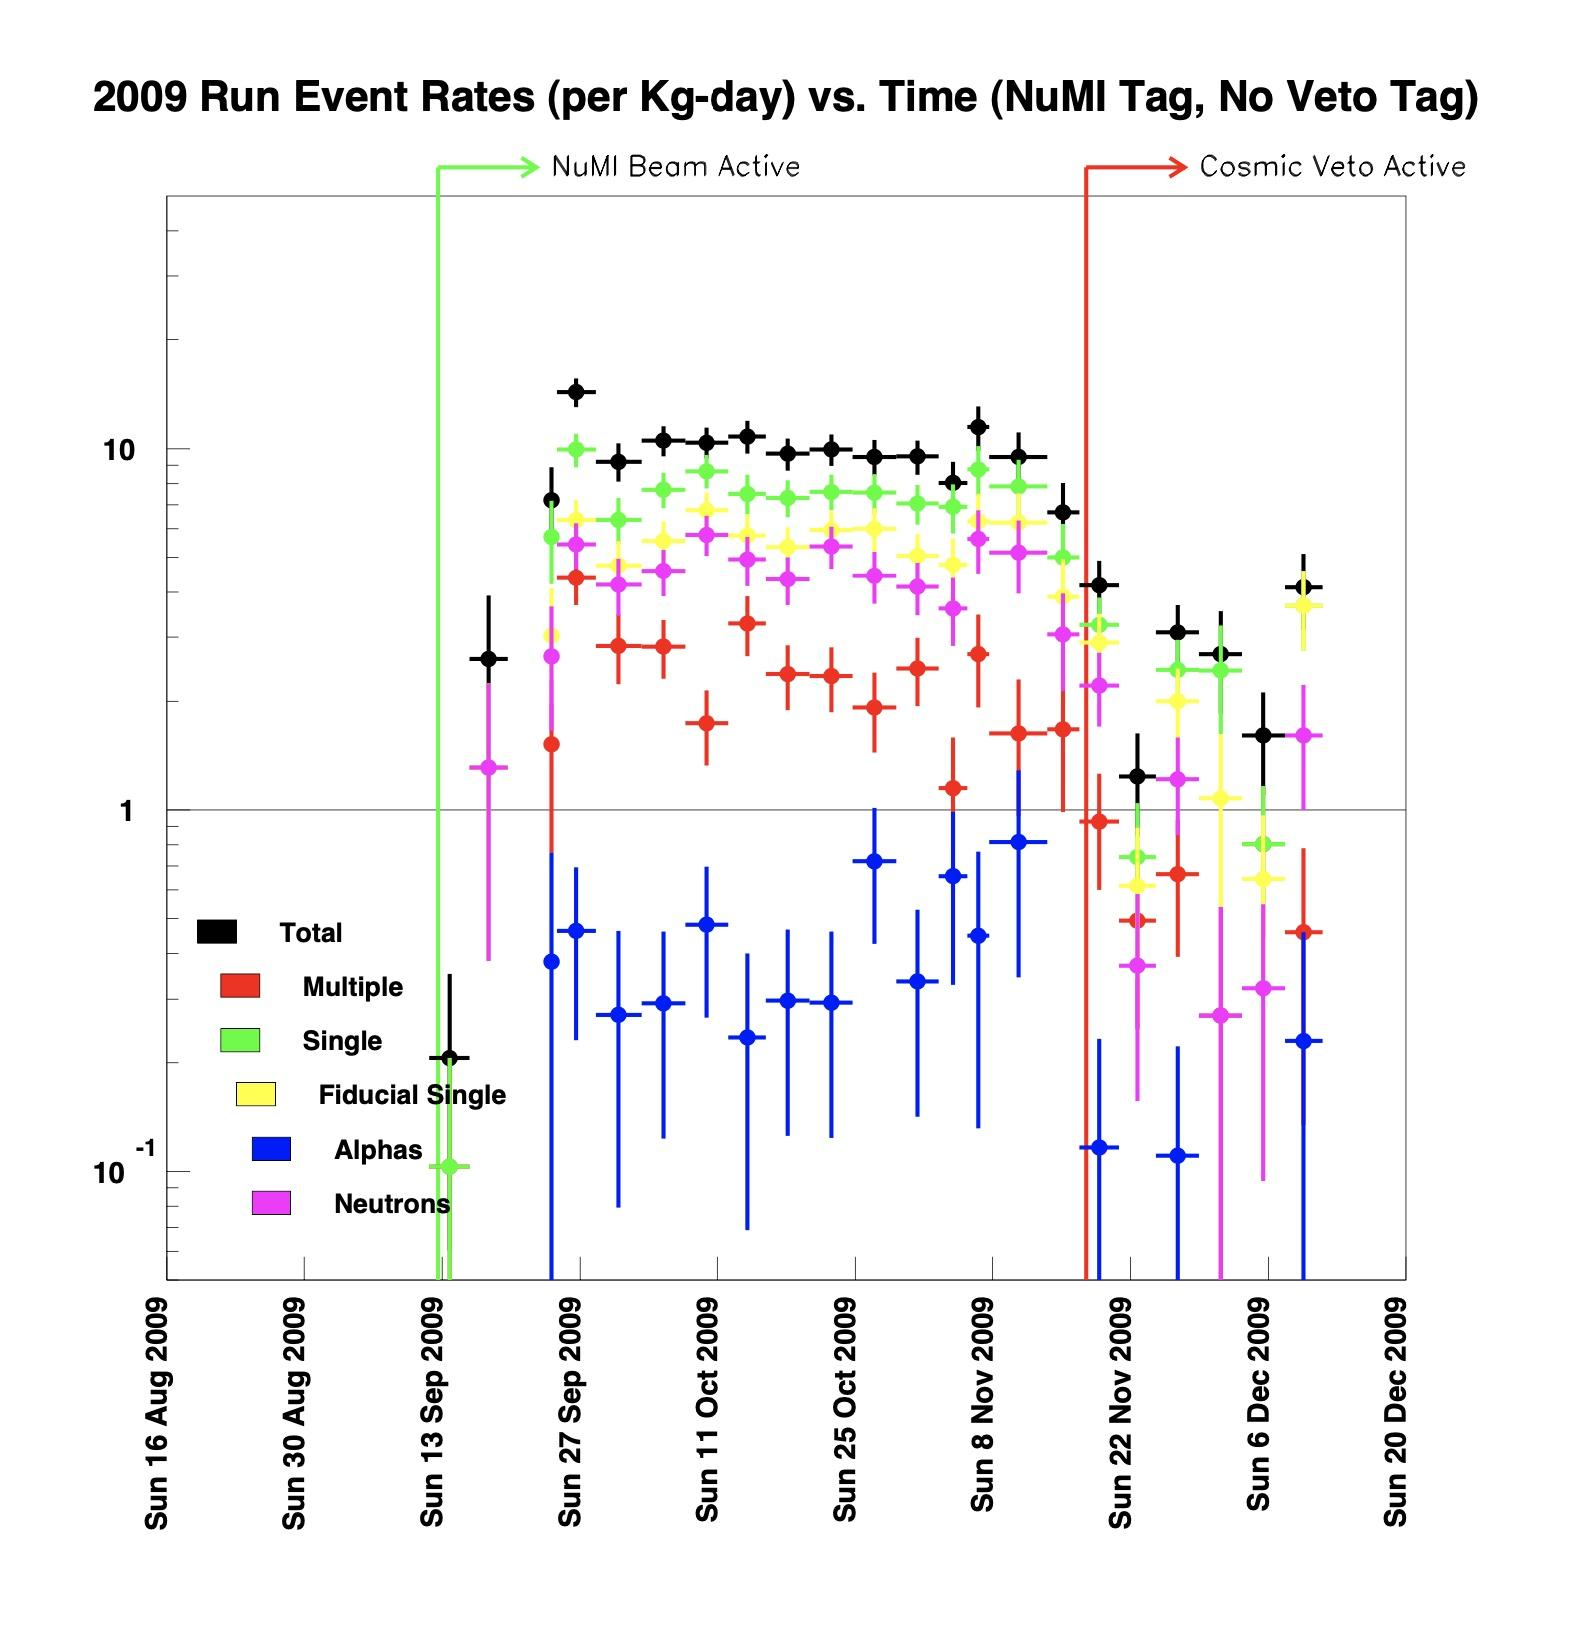 2009 Run Event Rates (per Kg-day) vs. Time (NuMI Tag, No Veto Tag)
NuMI Beam Active
Cosmic Veto Active
10
1
10 -1
Total
Multiple
Single
Fiducial Single
Alphas
Neutrons
Sun 16 Aug 2009
Sun 30 Aug 2009
Sun 13 Sep 2009
Sun 27 Sep 2009
Sun 11 Oct 2009
Sun 25 Oct 2009
Sun 8 Nov 2009
Sun 22 Nov 2009
Sun 6 Dec 2009
Sun 20 Dec 2009